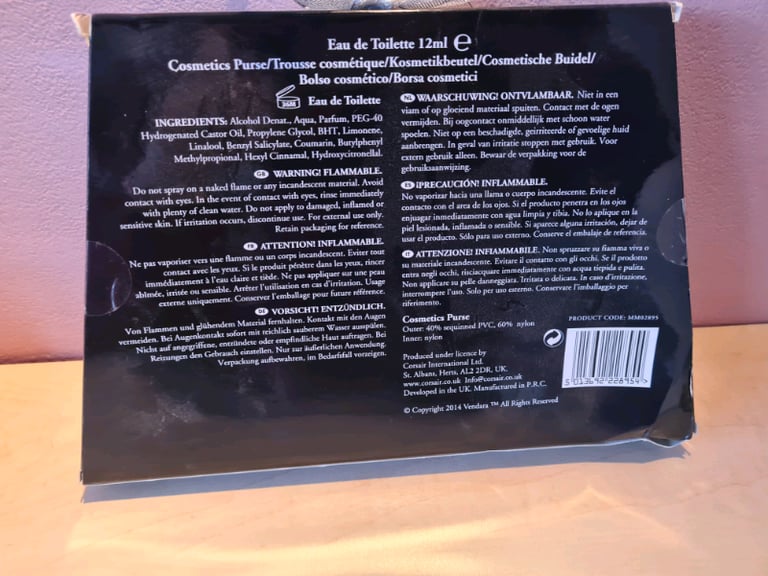 Eau de Toilette 12ml ℮
Cosmetics Purse/Trousse cosmétique/Kosmetikbeutel/Cosmetische Buidel/
Bolso cosmético/Borsa cosmetici
36M Eau de Toilette
INGREDIENTS: Alcohol Denat., Aqua, Parfum, PEG-40
Hydrogenated Castor Oil, Propylene Glycol, BHT, Limonene,
Linalool, Benzyl Salicylate, Coumarin, Butylphenyl
Methylpropional, Hexyl Cinnamal, Hydroxycitronellal.
GB WARNING! FLAMMABLE.
Do not spray on a naked flame or any incandescent material. Avoid
contact with eyes. In the event of contact with eyes, rinse immediately
with plenty of clean water. Do not apply to damaged, inflamed or
sensitive skin. If irritation occurs, discontinue use. For external use only.
Retain packaging for reference.
FR ATTENTION! INFLAMMABLE.
Ne pas vaporiser vers une flamme ou un corps incandescent. Eviter tout
contact avec les yeux. Si le produit pénètre dans les yeux, rincer
immédiatement à l'eau claire et tiède. Ne pas appliquer sur une peau
abîmée, irritée ou sensible. Arrêter l'utilisation en cas d'irritation. Usage
externe uniquement. Conserver l'emballage pour future référence.
DE VORSICHT! ENTZÜNDLICH.
Von Flammen und glühendem Material fernhalten. Kontakt mit den Augen
vermeiden. Bei Augenkontakt sofort mit reichlich sauberem Wasser ausspülen.
Nicht auf angegriffene, entzündete oder empfindliche Haut auftragen. Bei
Reizungen den Gebrauch einstellen. Nur zur äußerlichen Anwendung.
Verpackung aufbewahren, im Bedarfsfall vorzeigen.
NL WAARSCHUWING! ONTVLAMBAAR. Niet in een
vlam of op gloeiend materiaal spuiten. Contact met de ogen
vermijden. Bij oogcontact onmiddellijk met schoon water
spoelen. Niet op een beschadigde, geïrriteerde of gevoelige huid
aanbrengen. In geval van irritatie stoppen met gebruik. Voor
extern gebruik alleen. Bewaar de verpakking voor de
gebruiksaanwijzing.
ES ¡PRECAUCIÓN! INFLAMMABLE.
No vaporizar hacia una llama o cuerpo incandescente. Evite el
contacto con el area de los ojos. Si el producto penetra en los ojos
enjuagar inmediatamente con agua limpia y tibia. No lo aplique en la
piel lesionada, inflamada o sensible. Si aparece alguna irritación, dejar de
usar el producto. Sólo para uso externo. Conserve el embalaje de referencia.
IT ATTENZIONE! INFIAMMABILE. Non spruzzare su fiamma viva o
su materiale incandescente. Evitare il contatto con gli occhi. Se il prodotto
entra negli occhi, risciacquare immediatamente con acqua tiepida e pulita.
Non applicare su pelle danneggiata. Irritata o delicata. In caso d'irritazione,
interrompere l'uso. Solo per uso esterno. Conservare l'imballaggio per
riferimento.
Cosmetics Purse
Outer: 40% sequinned PVC, 60% nylon
Inner: nylon
Produced under licence by
Corsair International Ltd.
St. Albans, Herts, AL2 2DR, UK.
www.corsair.co.uk Info@corsair.co.uk
Developed in the UK. Manufactured in P.R.C.
© Copyright 2014 Vendara ™ All Rights Reserved
PRODUCT CODE: MM02895
5 013692 228954 >